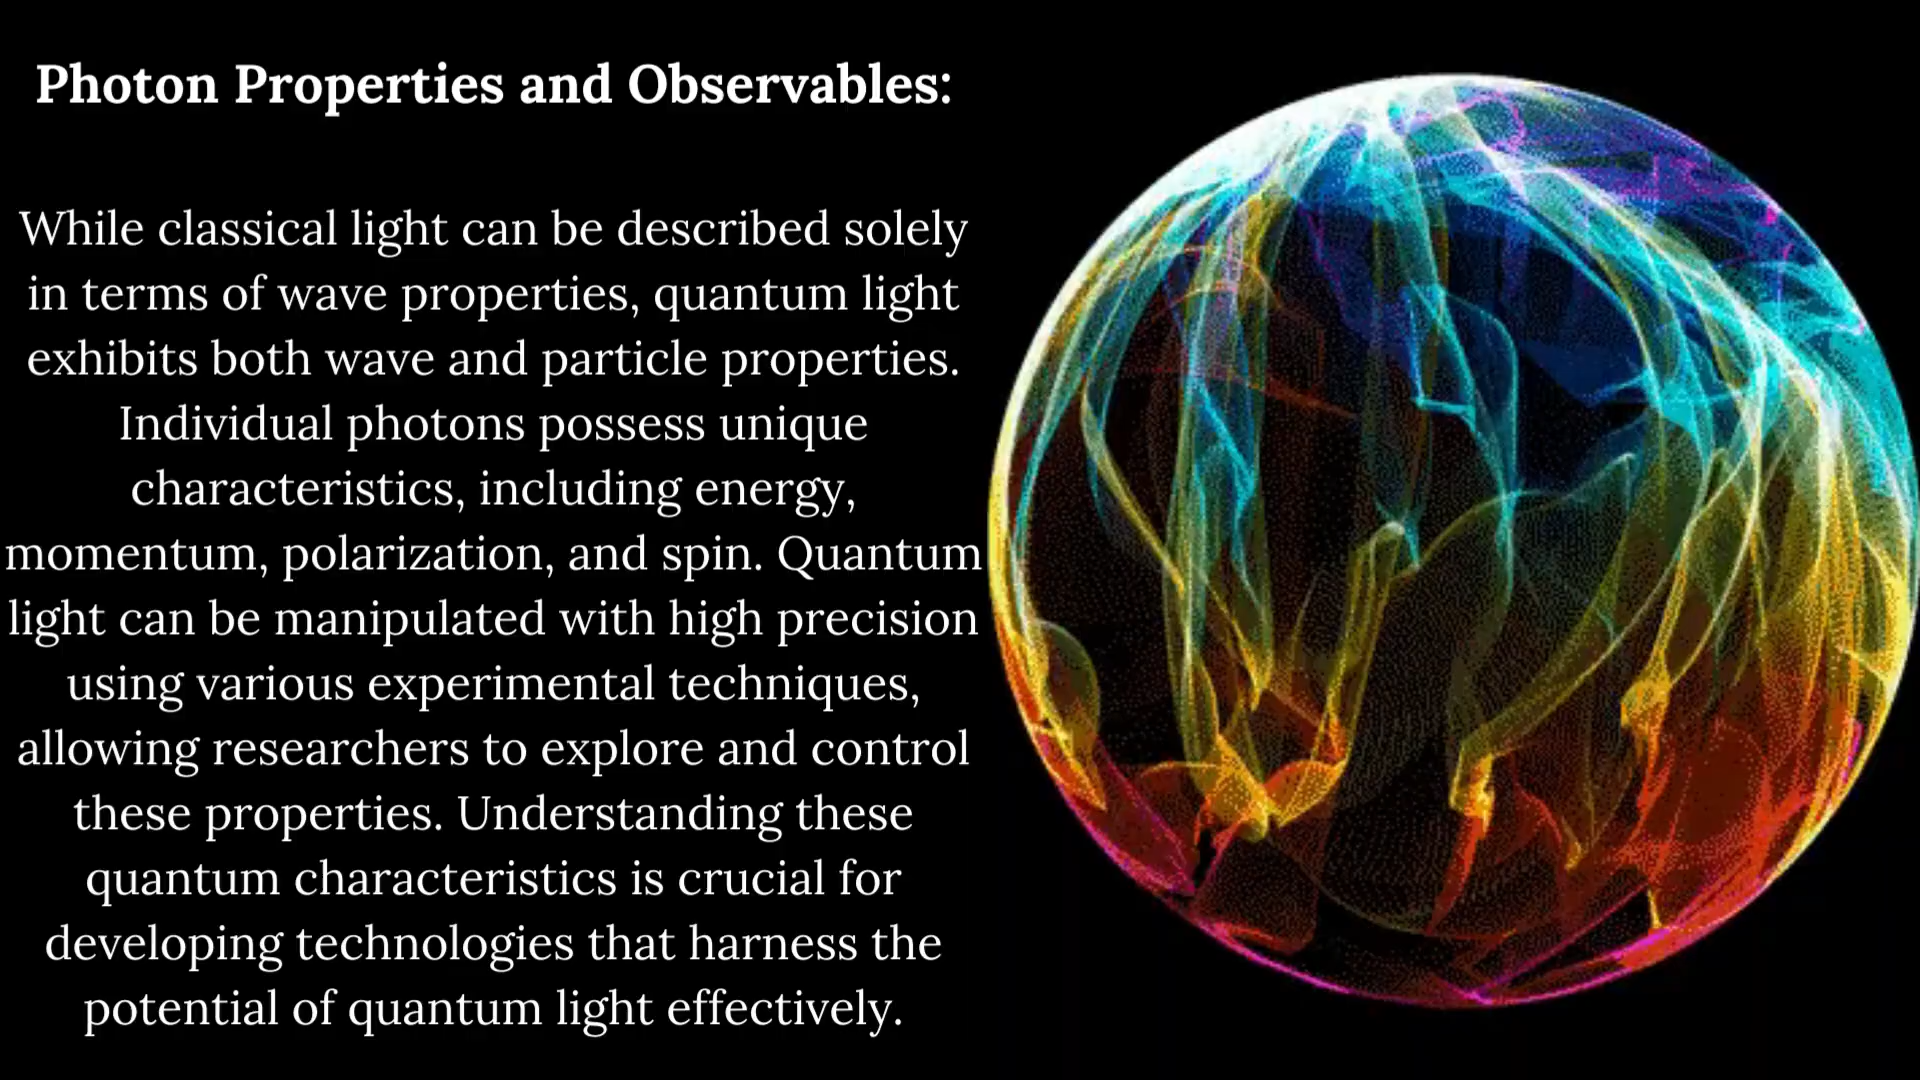 Photon Properties and Observables:
While classical light can be described solely
in terms of wave properties, quantum light
exhibits both wave and particle properties.
Individual photons possess unique
characteristics, including energy,
momentum, polarization, and spin. Quantum
light can be manipulated with high precision
using various experimental techniques,
allowing researchers to explore and control
these properties. Understanding these
quantum characteristics is crucial for
developing technologies that harness the
potential of quantum light effectively.